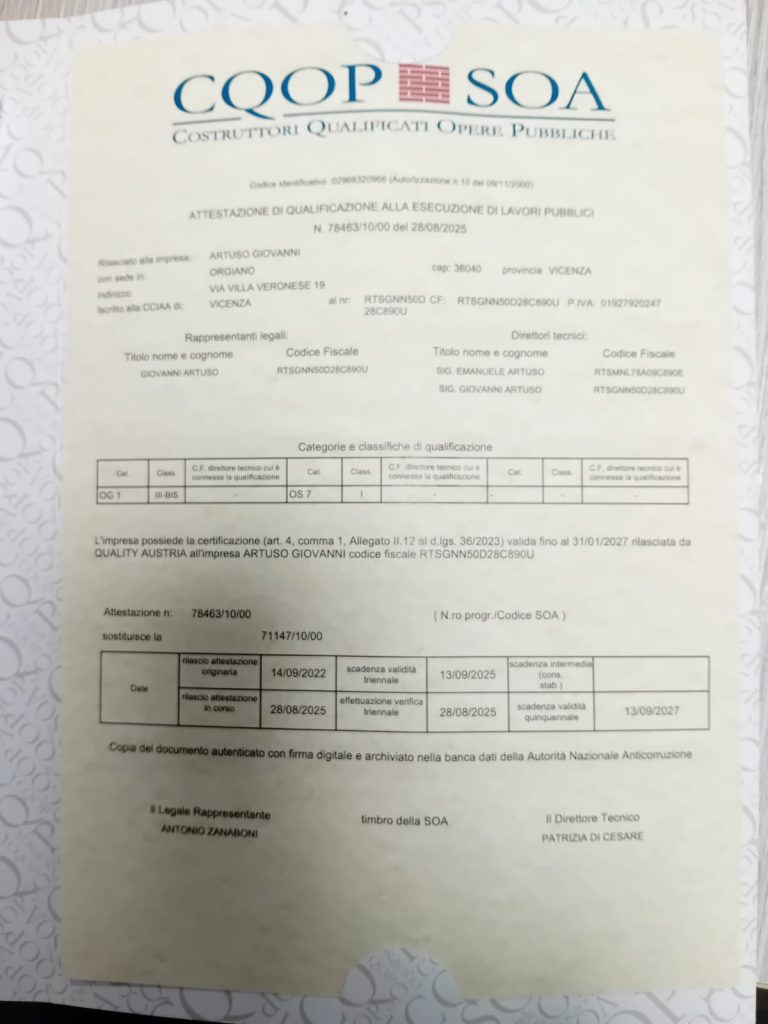 CQOP SOA
COSTRUTTORI QUALIFICATI OPERE PUBBLICHE
Codice Identificativo 02968320966 (Autorizzazione n.10 del 09/11/2000)
ATTESTAZIONE DI QUALIFICAZIONE ALLA ESECUZIONE DI LAVORI PUBBLICI
N. 78463/10/00 del 28/08/2025
Rilasciato alla impresa: ARTUSO GIOVANNI
con sede in: ORGIANO cap: 36040 provincia VICENZA
indirizzo: VIA VILLA VERONESE 19
iscritto alla CCIAA di: VICENZA al nr: RTSGNN50D CF: RTSGNN50D28C890U P.IVA: 01927920247
28C890U
Rappresentanti legali: Direttori tecnici:
Titolo nome e cognome Codice Fiscale Titolo nome e cognome Codice Fiscale
GIOVANNI ARTUSO RTSGNN50D28C890U SIG. EMANUELE ARTUSO RTSMNL78A09C890E
SIG. GIOVANNI ARTUSO RTSGNN50D28C890U
Categorie e classifiche di qualificazione
Cat. Class. C.F. direttore tecnico cui è connessa la qualificazione Cat. Class. C.F. direttore tecnico cui è connessa la qualificazione Cat. Class. C.F. direttore tecnico cui è connessa la qualificazione
OG 1 III-BIS - OS 7 I - - - -
L'impresa possiede la certificazione (art. 4, comma 1, Allegato II.12 al d.lgs. 36/2023) valida fino al 31/01/2027 rilasciata da
QUALITY AUSTRIA all'impresa ARTUSO GIOVANNI codice fiscale RTSGNN50D28C890U
Attestazione n: 78463/10/00 ( N.ro progr./Codice SOA )
sostituisce la 71147/10/00
Date rilascio attestazione originaria 14/09/2022 scadenza validità triennale 13/09/2025 scadenza intermedia (cons. stab.)
rilascio attestazione in corso 28/08/2025 effettuazione verifica triennale 28/08/2025 scadenza validità quinquennale 13/09/2027
Copia del documento autenticato con firma digitale e archiviato nella banca dati della Autorità Nazionale Anticorruzione
Il Legale Rappresentante timbro della SOA Il Direttore Tecnico
ANTONIO ZANABONI PATRIZIA DI CESARE